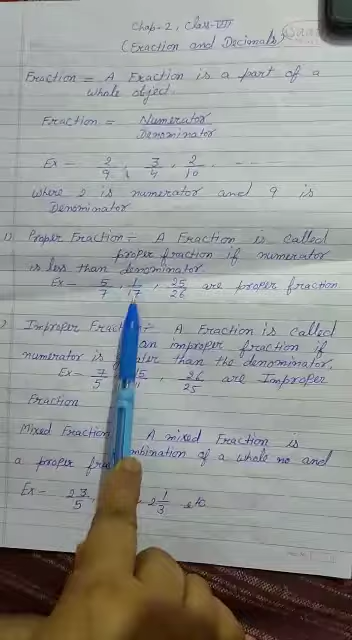 Chap-2, Class-VII
(Fraction and Decimals)
Fraction = A Fraction is a part of a
whole object.
Fraction = Numerator
Denominator
Ex - 2/9, 3/4, 2/10 - - -
where 2 is numerator and 9 is
Denominator
1) Proper Fraction ÷ A Fraction is called
proper fraction if numerator
is less than denominator
Ex - 5/7, 1/17, 25/26 are proper fraction
Improper Fract ÷ A Fraction is called
an improper fraction if
numerator is than the denominator.
Ex - 7/5, 26/25 are Improper
Fraction
Mixed Fraction A mixed Fraction is
a proper combination of a whole no and
Ex - 2 3/5, 2 1/3 etc